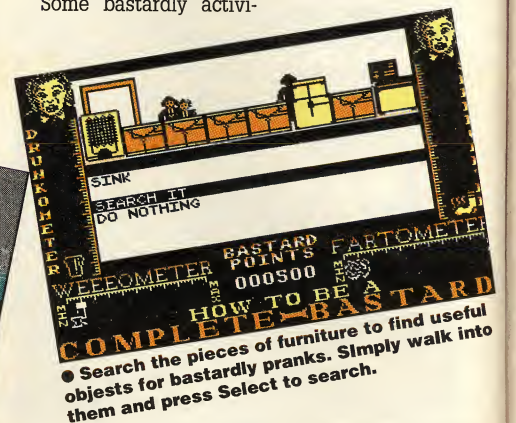 Some bastardly activi-
DRUNKOMETER
SINK
SEARCH IT
DO NOTHING
WEEEOMETER
BASTARD
POINTS
000500
FARTOMETER
HOW TO BE A
COMPLETE BASTARD
● Search the pieces of furniture to find useful
objests for bastardly pranks. SImply walk into
them and press Select to search.